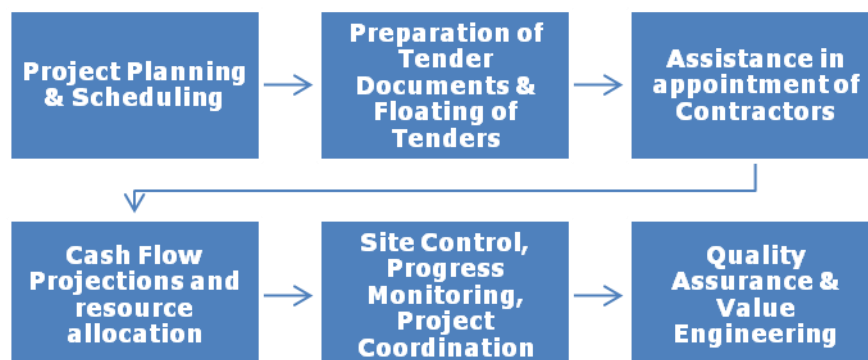 Project Planning
& Scheduling
Preparation of
Tender
Documents &
Floating of
Tenders
Assistance in
appointment of
Contractors
Cash Flow
Projections and
resource
allocation
Site Control,
Progress
Monitoring,
Project
Coordination
Quality
Assurance &
Value
Engineering